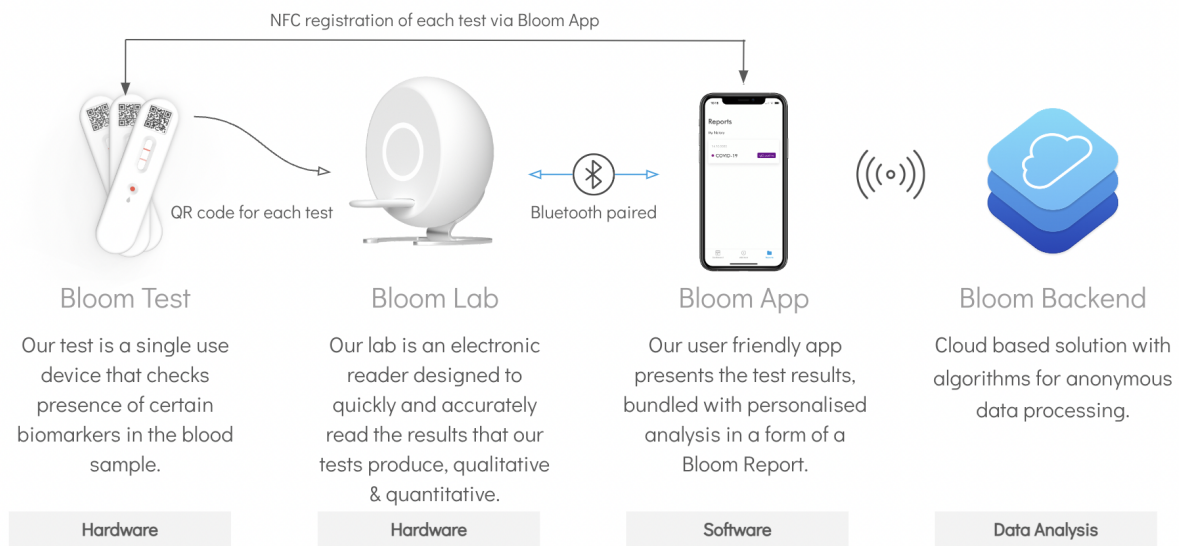 NFC registration of each test via Bloom App
QR code for each test
Bluetooth paired
Reports
COVID-19
Bloom Test
Our test is a single use
device that checks
presence of certain
biomarkers in the blood
sample.
Hardware
Bloom Lab
Our lab is an electronic
reader designed to
quickly and accurately
read the results that our
tests produce, qualitative
& quantitative.
Hardware
Bloom App
Our user friendly app
presents the test results,
bundled with personalised
analysis in a form of a
Bloom Report.
Software
Bloom Backend
Cloud based solution with
algorithms for anonymous
data processing.
Data Analysis